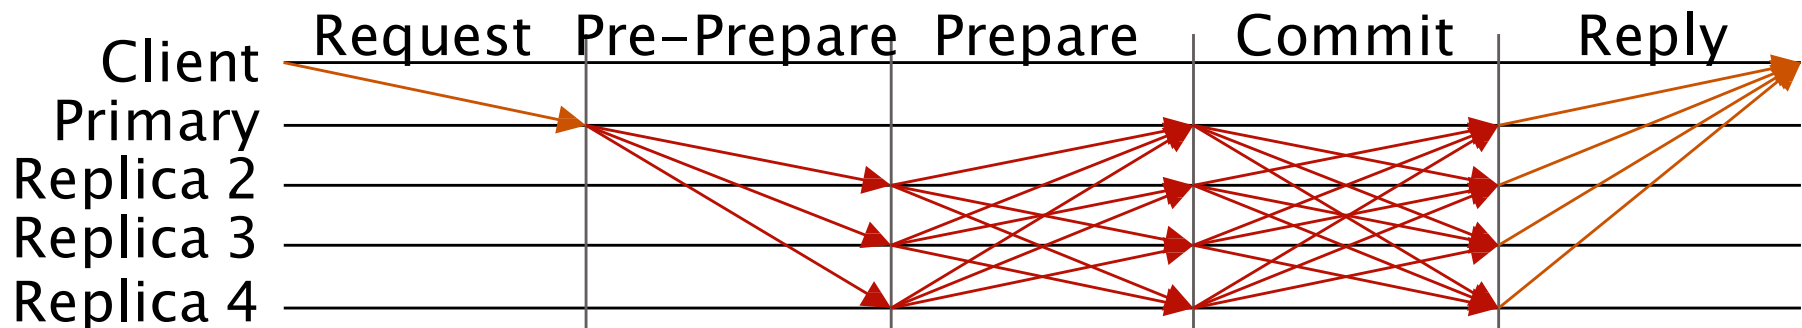 Request Pre-Prepare Prepare Commit Reply
Client
Primary
Replica 2
Replica 3
Replica 4